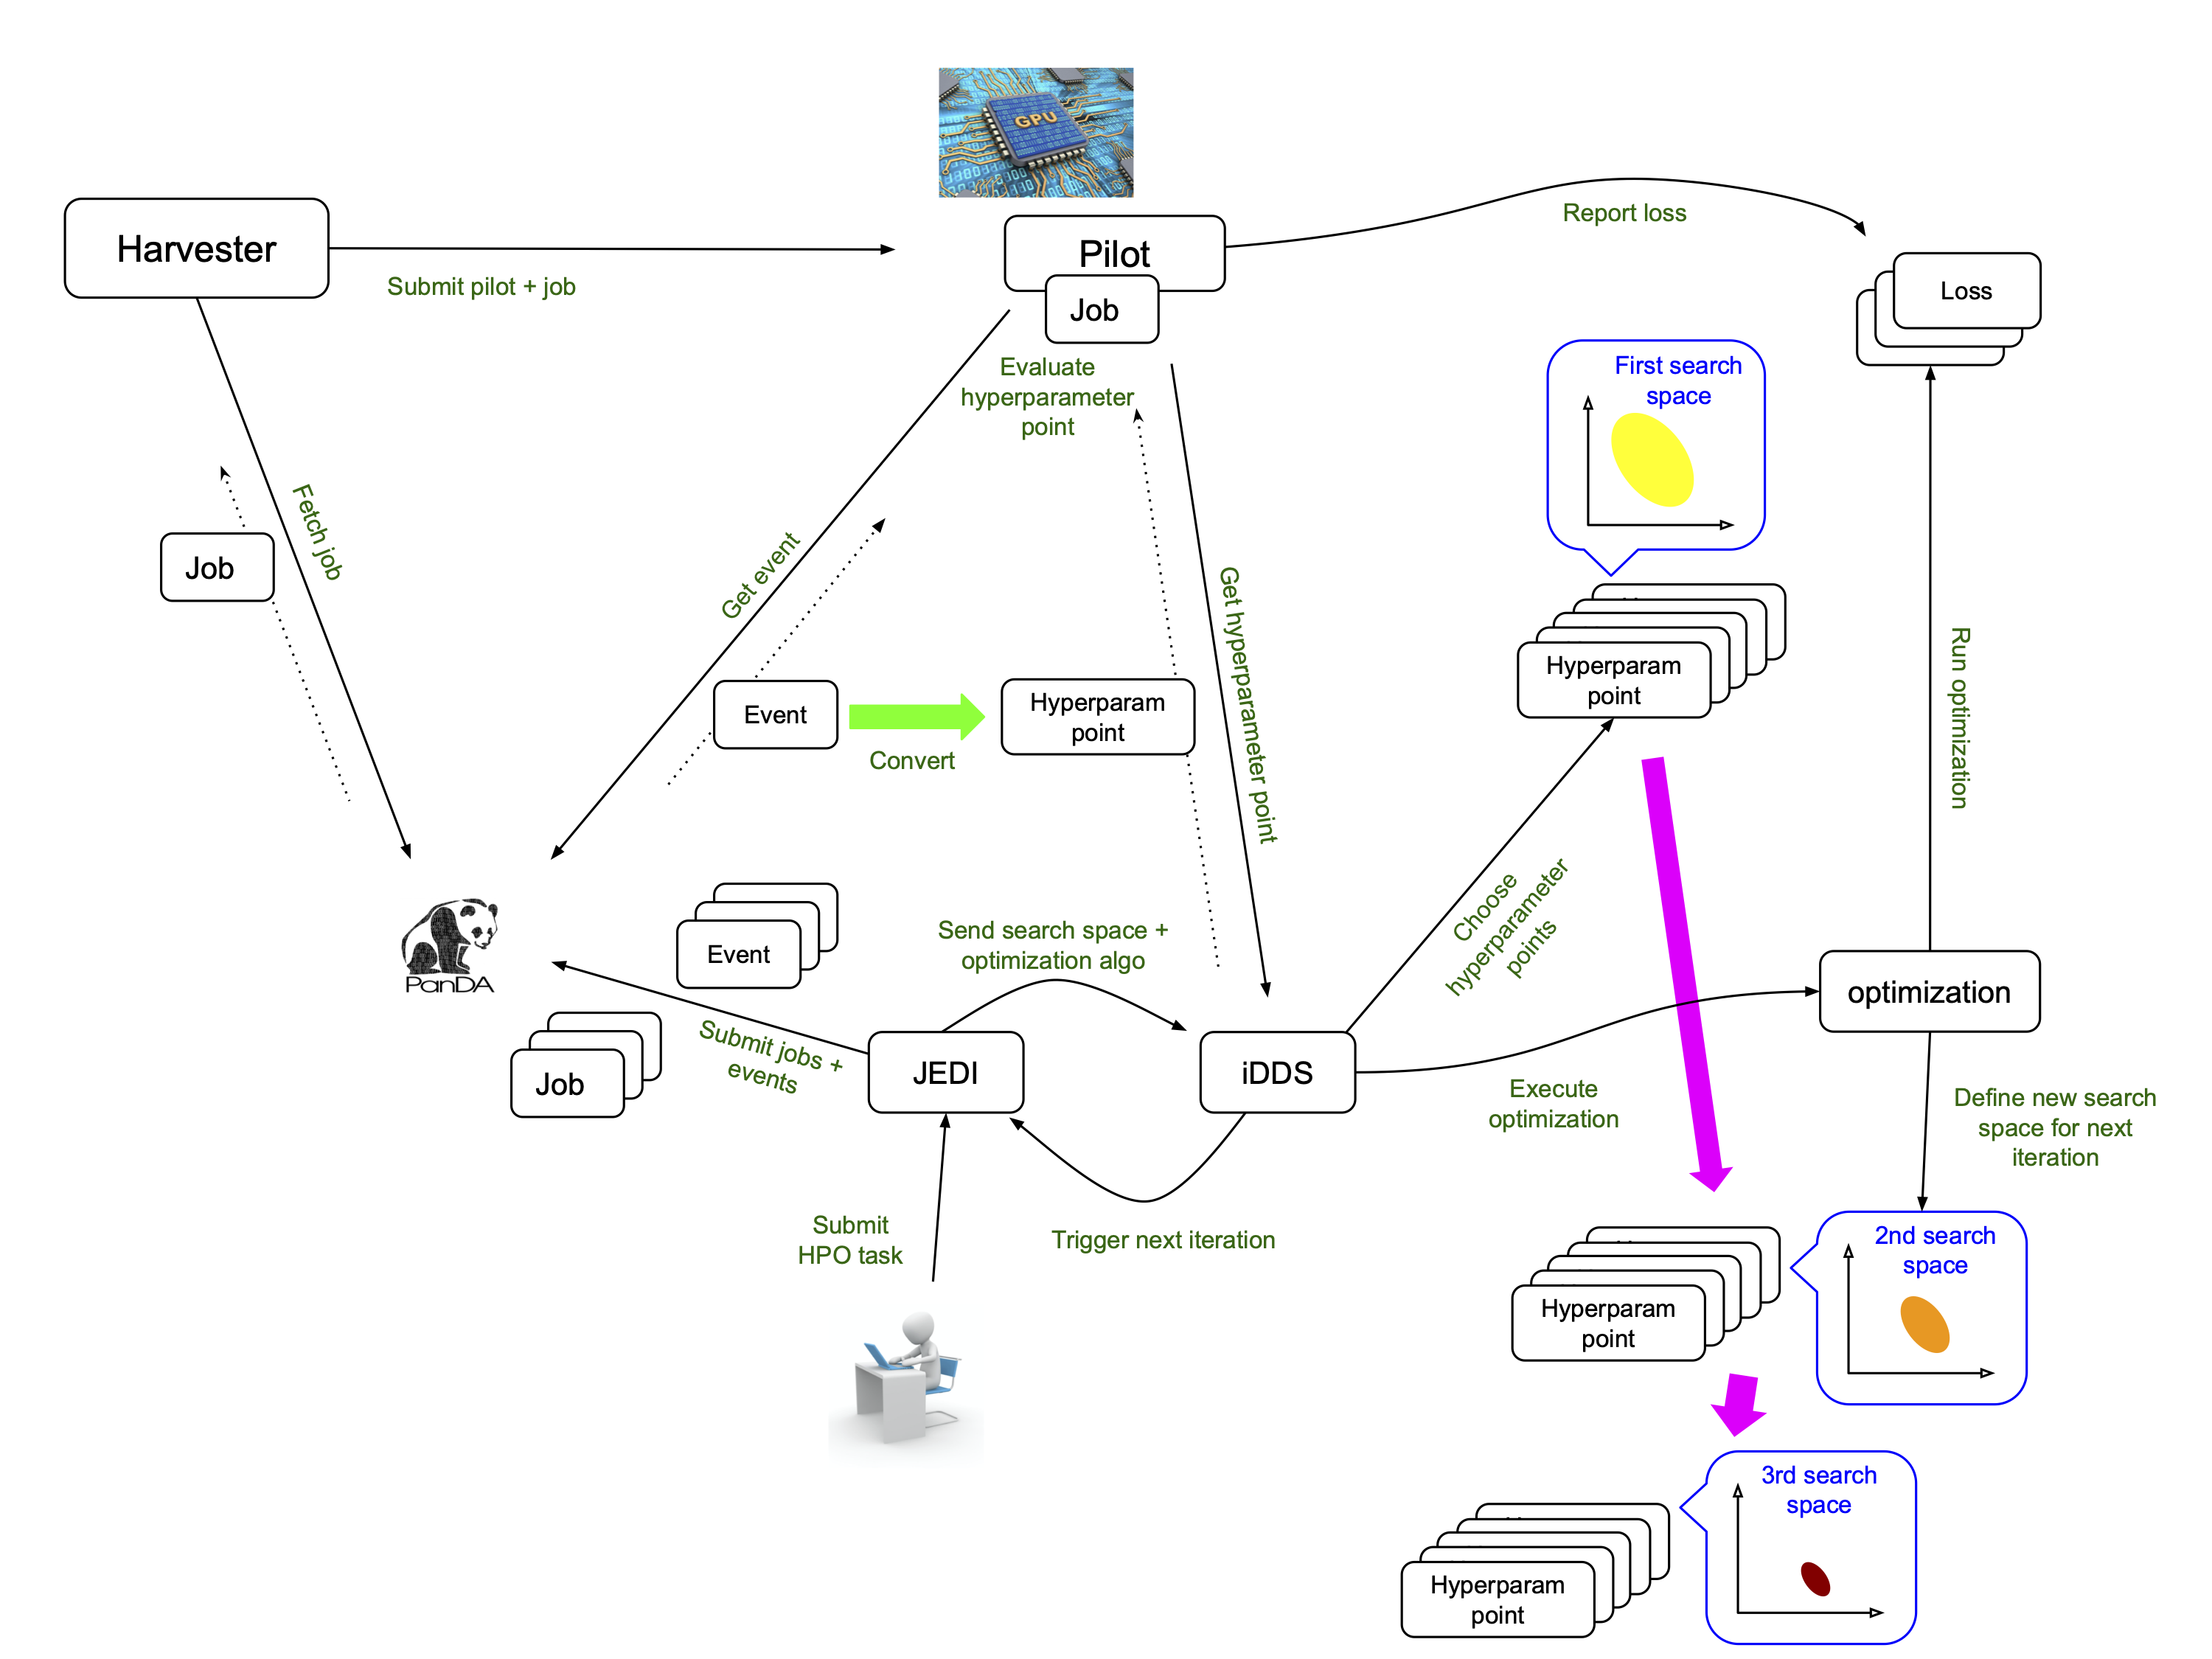 GPU
Harvester
Submit pilot + job
Pilot
Job
Report loss
Loss
Evaluate
hyperparameter
point
First search
space
Fetch job
Job
Get event
Get hyperparameter point
Event
Convert
Hyperparam
point
Hyperparam
point
Run optimization
Choose
hyperparameter
points
PanDA
Event
Job
Submit jobs +
events
Send search space +
optimization algo
JEDI
iDDS
optimization
Execute
optimization
Define new search
space for next
iteration
Submit
HPO task
Trigger next iteration
2nd search
space
Hyperparam
point
3rd search
space
Hyperparam
point